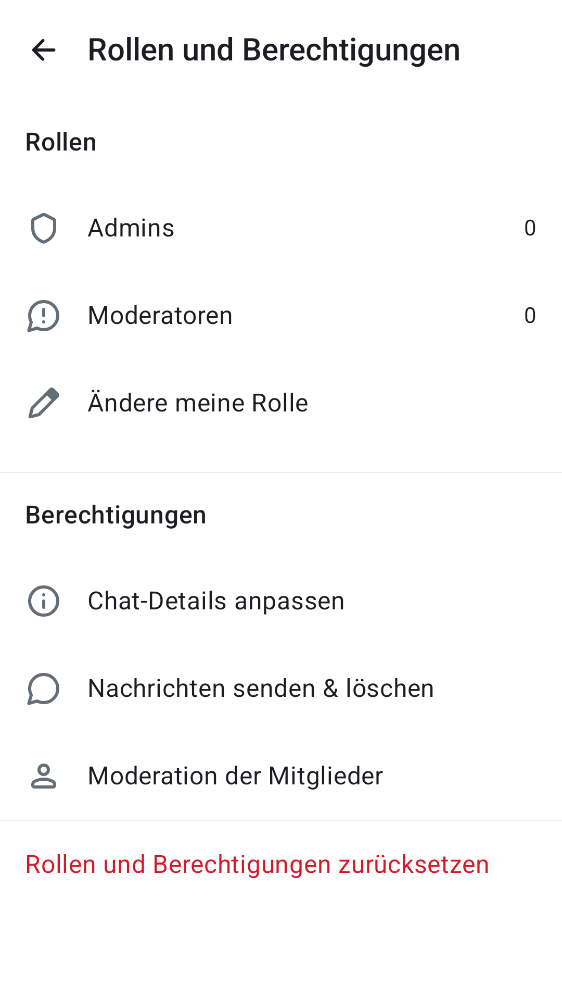 Rollen und Berechtigungen
Rollen
Admins 0
Moderatoren 0
Ändere meine Rolle
Berechtigungen
Chat-Details anpassen
Nachrichten senden & löschen
Moderation der Mitglieder
Rollen und Berechtigungen zurücksetzen